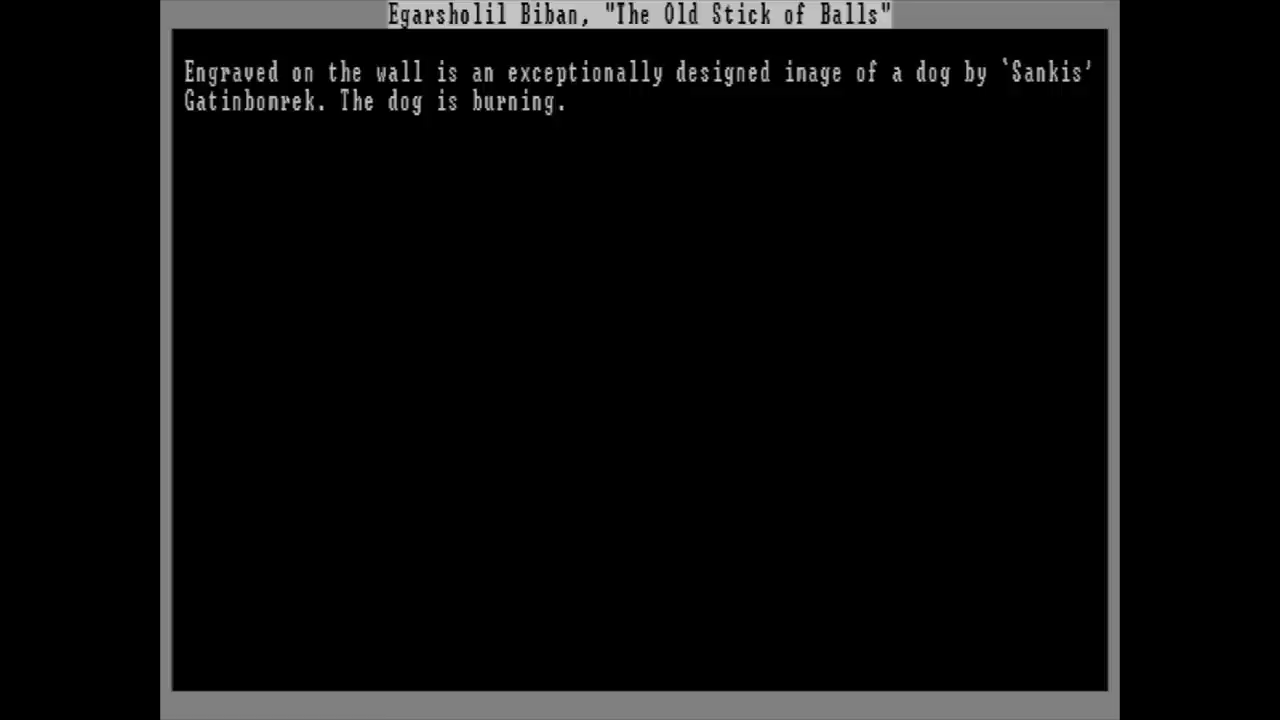 Egarsholil Biban, "The Old Stick of Balls"
Engraved on the wall is an exceptionally designed image of a dog by `Sankis'
Gatinbomrek. The dog is burning.